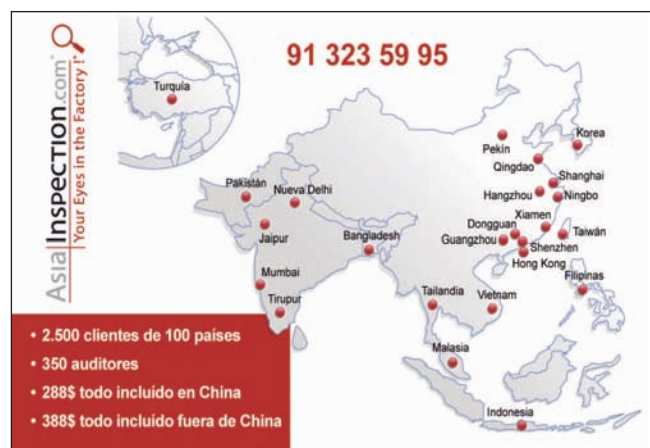 AsiaInspection.com
Your Eyes in the Factory!
91 323 59 95
Turquía
Korea
Pekín
Qingdao
Shanghai
Pakistán
Nueva Delhi
Hangzhou
Ningbo
Xiamen
Dongguan
Taiwán
Jaipur
Bangladesh
Guangzhou
Shenzhen
Hong Kong
Mumbai
Filipinas
Tirupur
Tailandia
Vietnam
• 2.500 clientes de 100 países
• 350 auditores
Malasia
• 288$ todo incluido en China
• 388$ todo incluido fuera de China
Indonesia